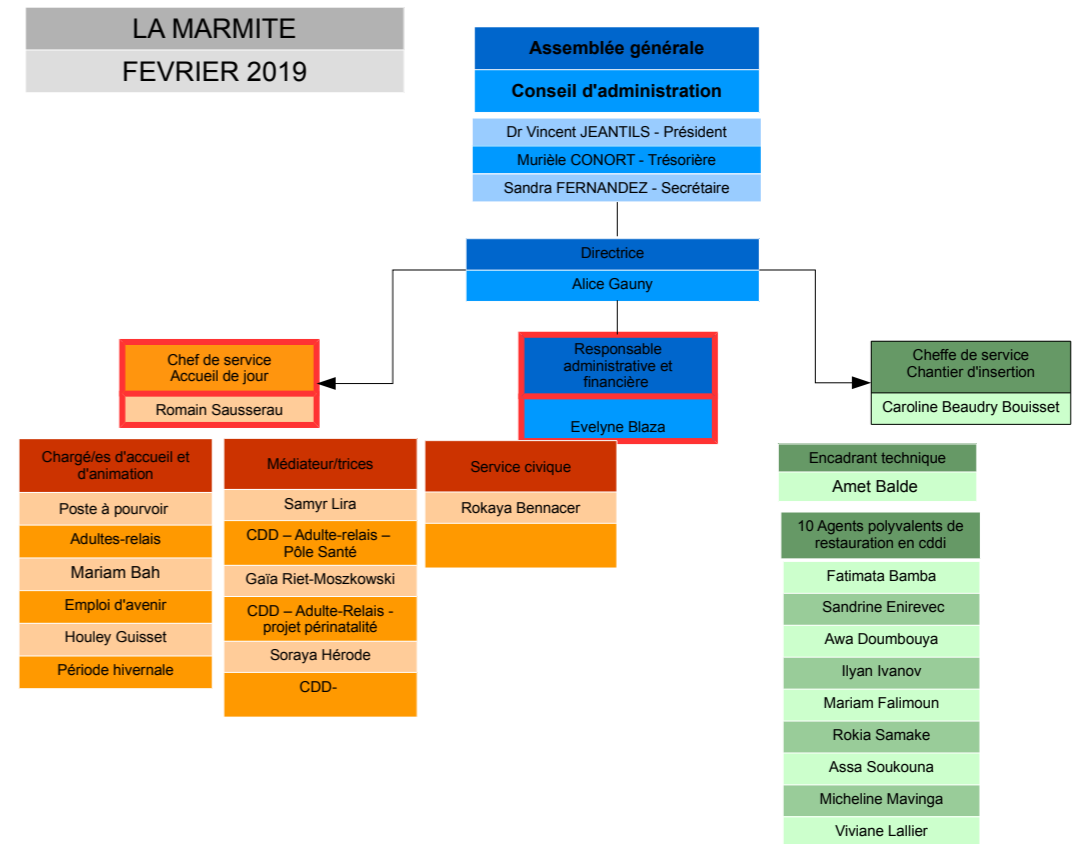 LA MARMITE
FEVRIER 2019
Assemblée générale
Conseil d'administration
Dr Vincent JEANTILS - Président
Murièle CONORT - Trésorière
Sandra FERNANDEZ - Secrétaire
Directrice
Alice Gauny
Chef de service
Accueil de jour
Romain Sausserau
Responsable
administrative et
financière
Evelyne Blaza
Cheffe de service
Chantier d'insertion
Caroline Beaudry Bouisset
Chargé/es d'accueil et
d'animation
Poste à pourvoir
Adultes-relais
Mariam Bah
Emploi d'avenir
Houley Guisset
Période hivernale
Médiateur/trices
Samyr Lira
CDD – Adulte-relais –
Pôle Santé
Gaïa Riet-Moszkowski
CDD – Adulte-Relais -
projet périnatalité
Soraya Hérode
CDD-
Service civique
Rokaya Bennacer
Encadrant technique
Amet Balde
10 Agents polyvalents de
restauration en cddi
Fatimata Bamba
Sandrine Enirevec
Awa Doumbouya
Ilyan Ivanov
Mariam Falimoun
Rokia Samake
Assa Soukouna
Micheline Mavinga
Viviane Lallier